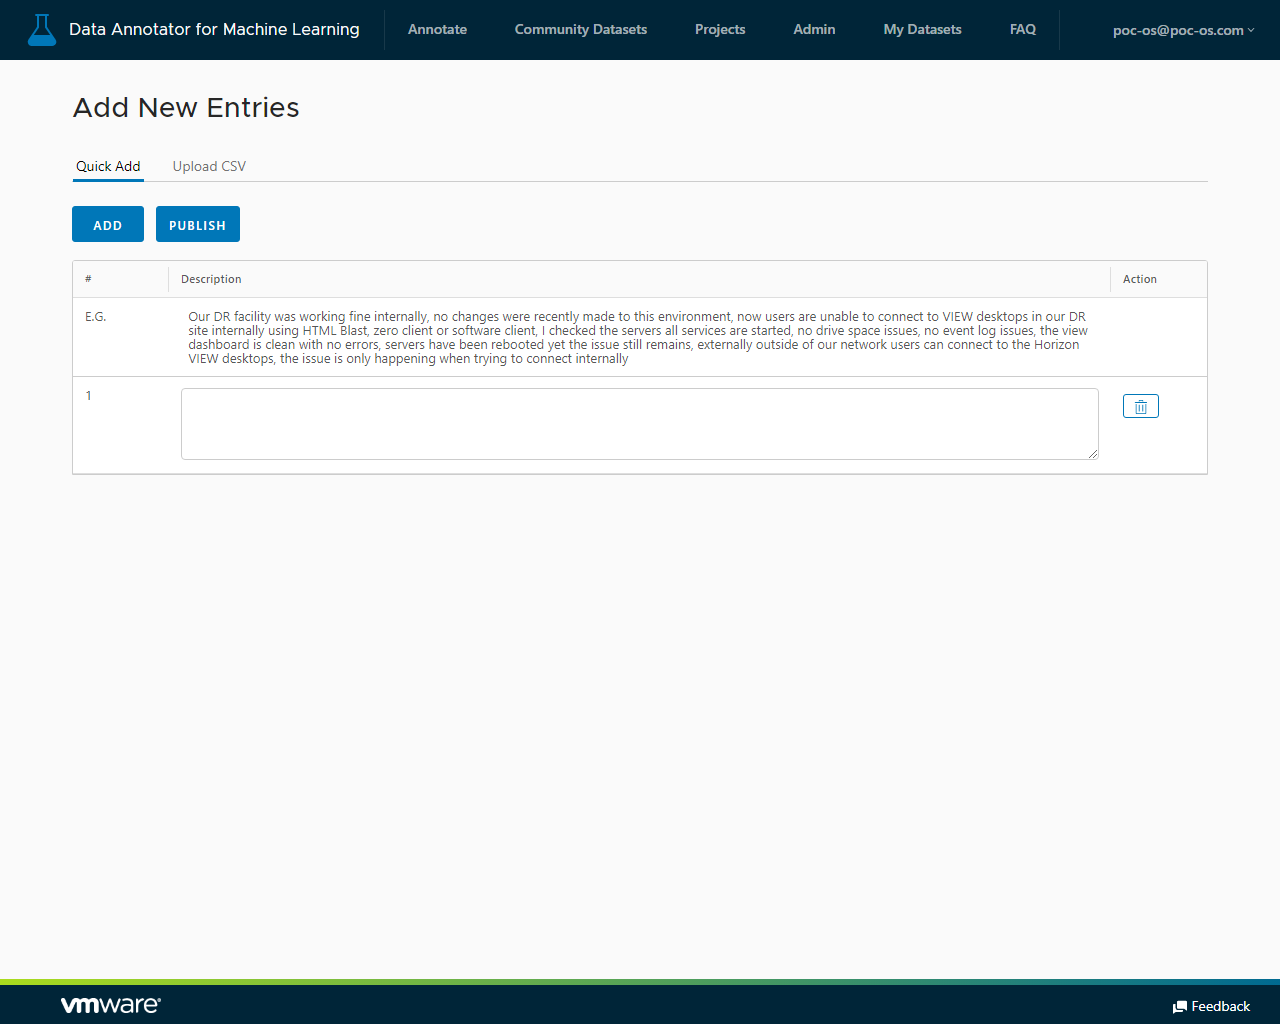 Data Annotator for Machine Learning
Annotate
Community Datasets
Projects
Admin
My Datasets
FAQ
poc-os@poc-os.com
Add New Entries
Quick Add
Upload CSV
ADD
PUBLISH
#
Description
Action
E.G.
Our DR facility was working fine internally, no changes were recently made to this environment, now users are unable to connect to VIEW desktops in our DR
site internally using HTML Blast, zero client or software client, I checked the servers all services are started, no drive space issues, no event log issues, the view
dashboard is clean with no errors, servers have been rebooted yet the issue still remains, externally outside of our network users can connect to the Horizon
VIEW desktops, the issue is only happening when trying to connect internally
1
vmware®
Feedback